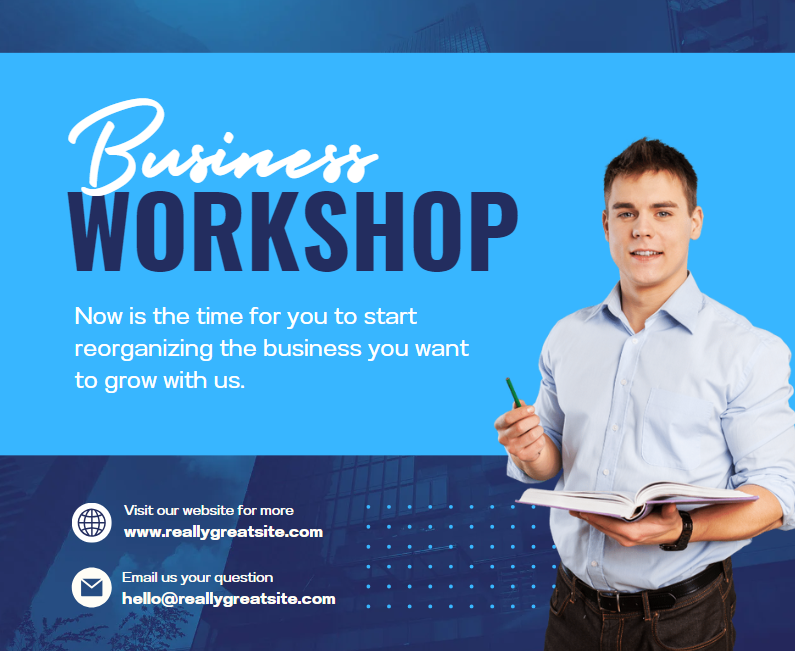 Business
WORKSHOP
Now is the time for you to start
reorganizing the business you want
to grow with us.
Visit our website for more
www.reallygreatsite.com
Email us your question
hello@reallygreatsite.com